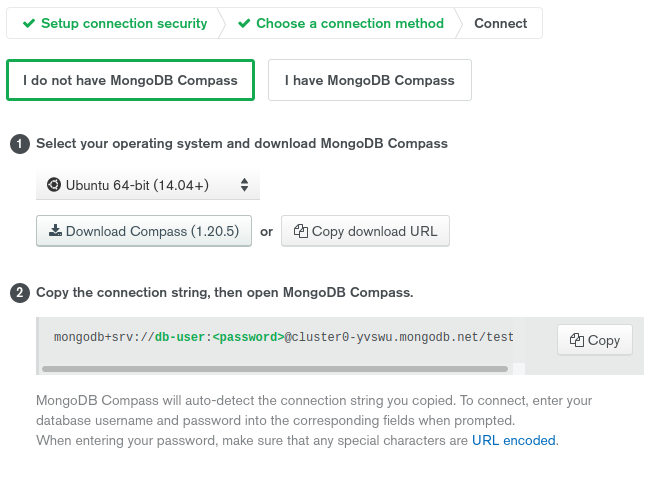 Setup connection security Choose a connection method Connect
I do not have MongoDB Compass I have MongoDB Compass
1 Select your operating system and download MongoDB Compass
Ubuntu 64-bit (14.04+)
Download Compass (1.20.5) or Copy download URL
2 Copy the connection string, then open MongoDB Compass.
mongodb+srv://db-user:<password>@cluster0-yvswu.mongodb.net/test Copy
MongoDB Compass will auto-detect the connection string you copied. To connect, enter your
database username and password into the corresponding fields when prompted.
When entering your password, make sure that any special characters are URL encoded.